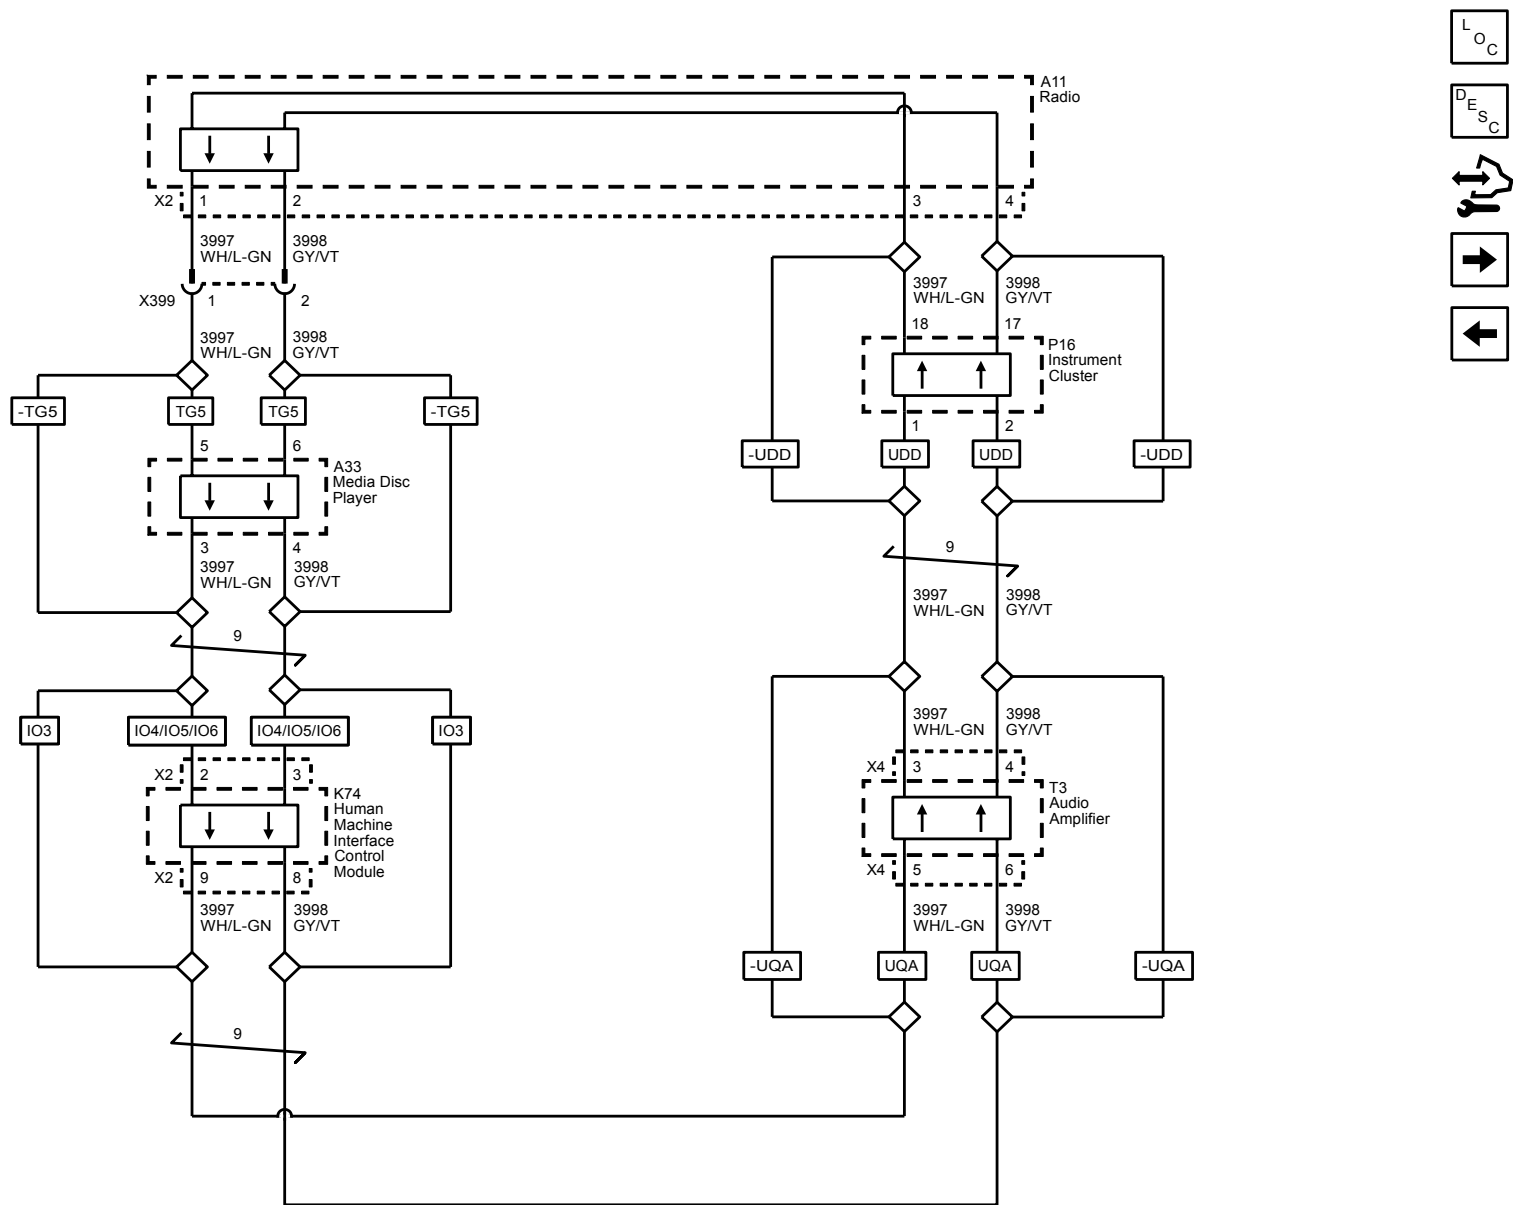 L
O
C
A11
Radio
D
E
S
C
X2 1 2 3 4
3997
WH/L-GN
3998
GY/VT
X399 1 2
3997
WH/L-GN
3998
GY/VT
3997
WH/L-GN
3998
GY/VT
18 17
P16
Instrument
Cluster
-TG5 TG5 TG5 -TG5
5 6
1 2
-UDD UDD UDD -UDD
A33
Media Disc
Player
3 4
3997
WH/L-GN
3998
GY/VT
9
3997
WH/L-GN
3998
GY/VT
9
IO3 IO4/IO5/IO6 IO4/IO5/IO6 IO3
3997
WH/L-GN
3998
GY/VT
X2 2 3
X4 3 4
K74
Human
Machine
Interface
Control
Module
T3
Audio
Amplifier
X2 9 8
X4 5 6
3997
WH/L-GN
3998
GY/VT
3997
WH/L-GN
3998
GY/VT
-UQA UQA UQA -UQA
9